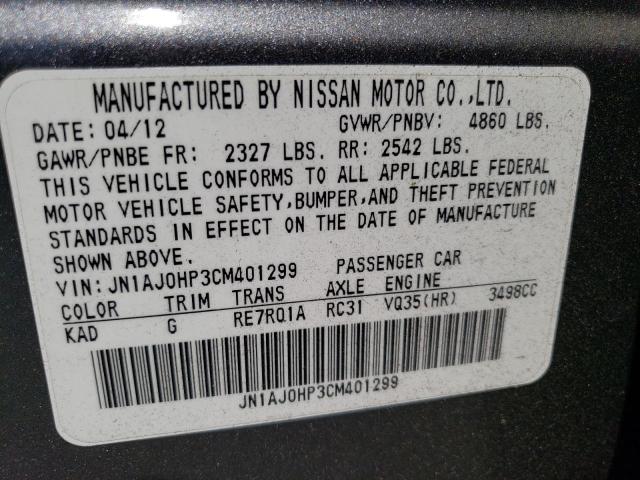 MANUFACTURED BY NISSAN MOTOR CO.,LTD.
DATE: 04/12 GVWR/PNBV: 4860 LBS.
GAWR/PNBE FR: 2327 LBS. RR: 2542 LBS.
THIS VEHICLE CONFORMS TO ALL APPLICABLE FEDERAL
MOTOR VEHICLE SAFETY,BUMPER,AND THEFT PREVENTION
STANDARDS IN EFFECT ON THE DATE OF MANUFACTURE
SHOWN ABOVE.
VIN: JN1AJ0HP3CM401299 PASSENGER CAR
COLOR TRIM TRANS AXLE ENGINE
KAD G RE7RQ1A RC31 VQ35(HR) 3498CC
JN1AJ0HP3CM401299